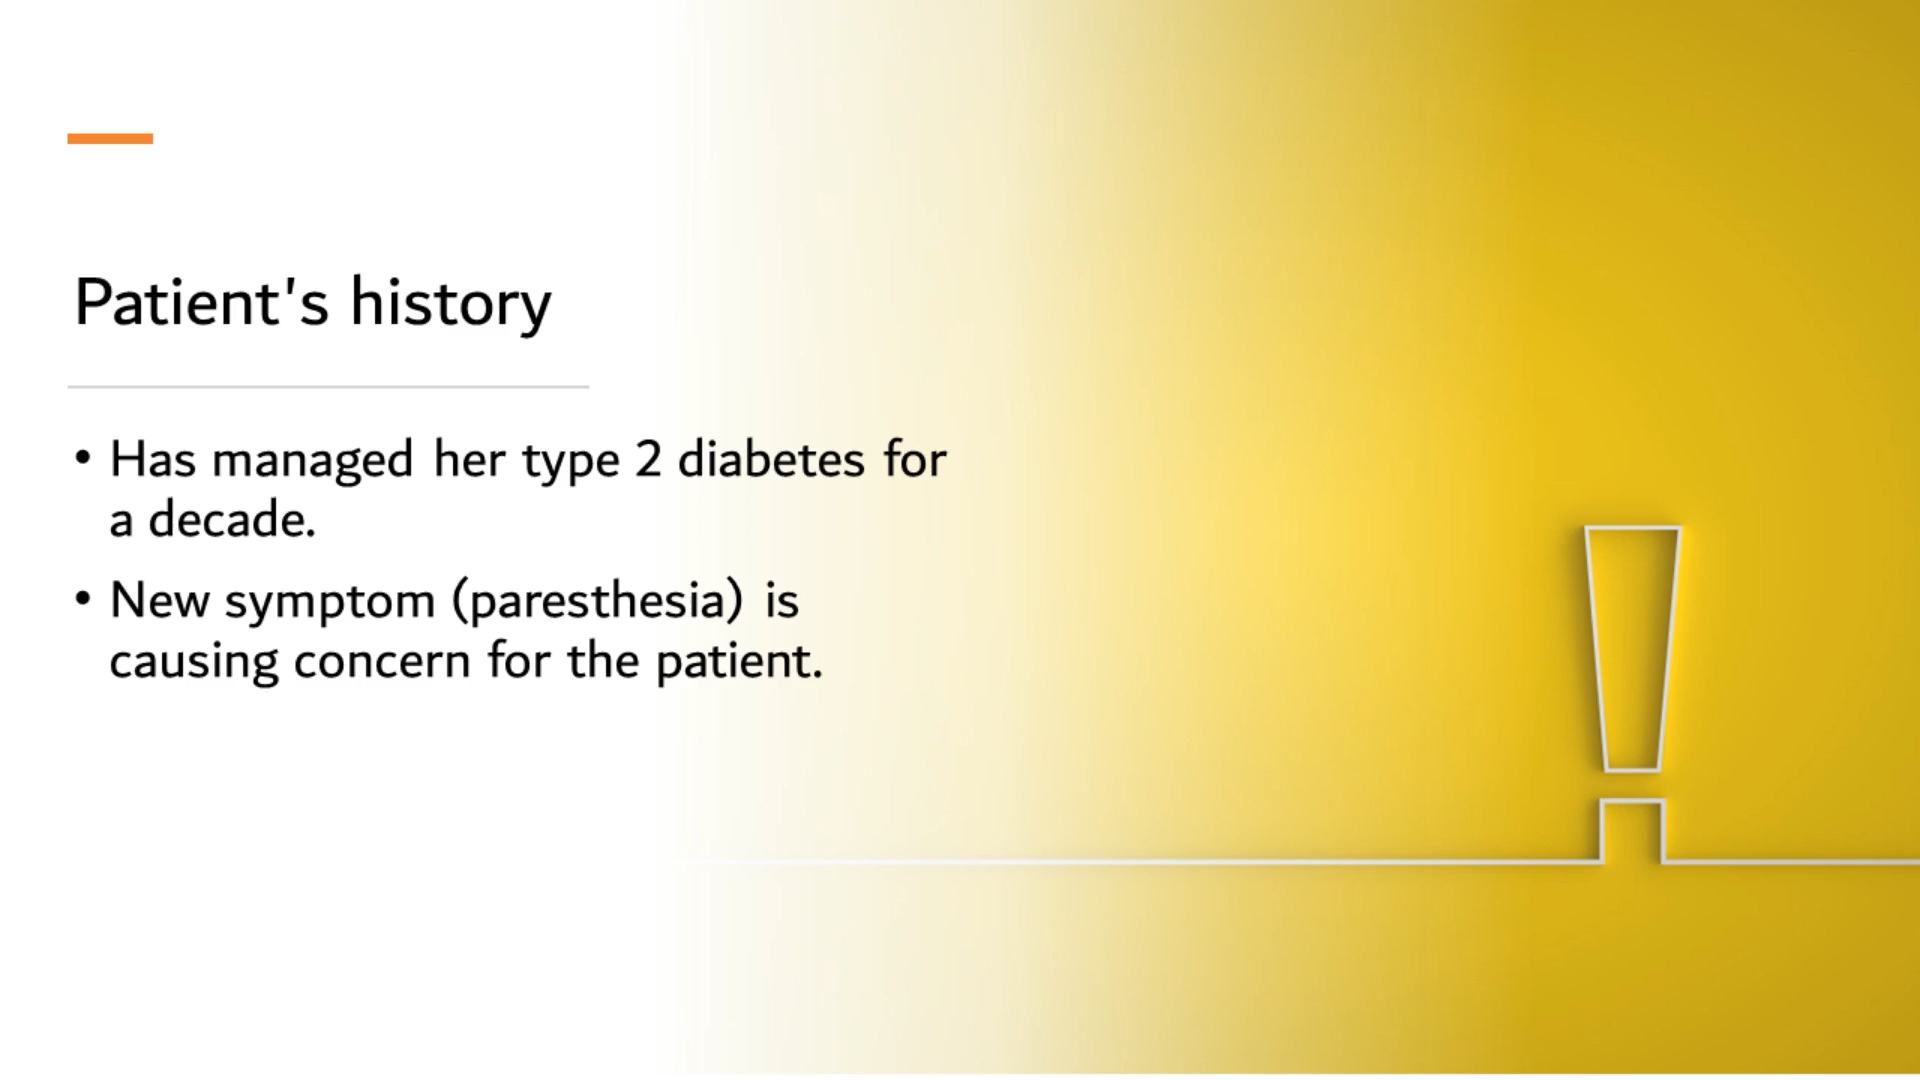 Patient's history
• Has managed her type 2 diabetes for
a decade.
• New symptom (paresthesia) is
causing concern for the patient.